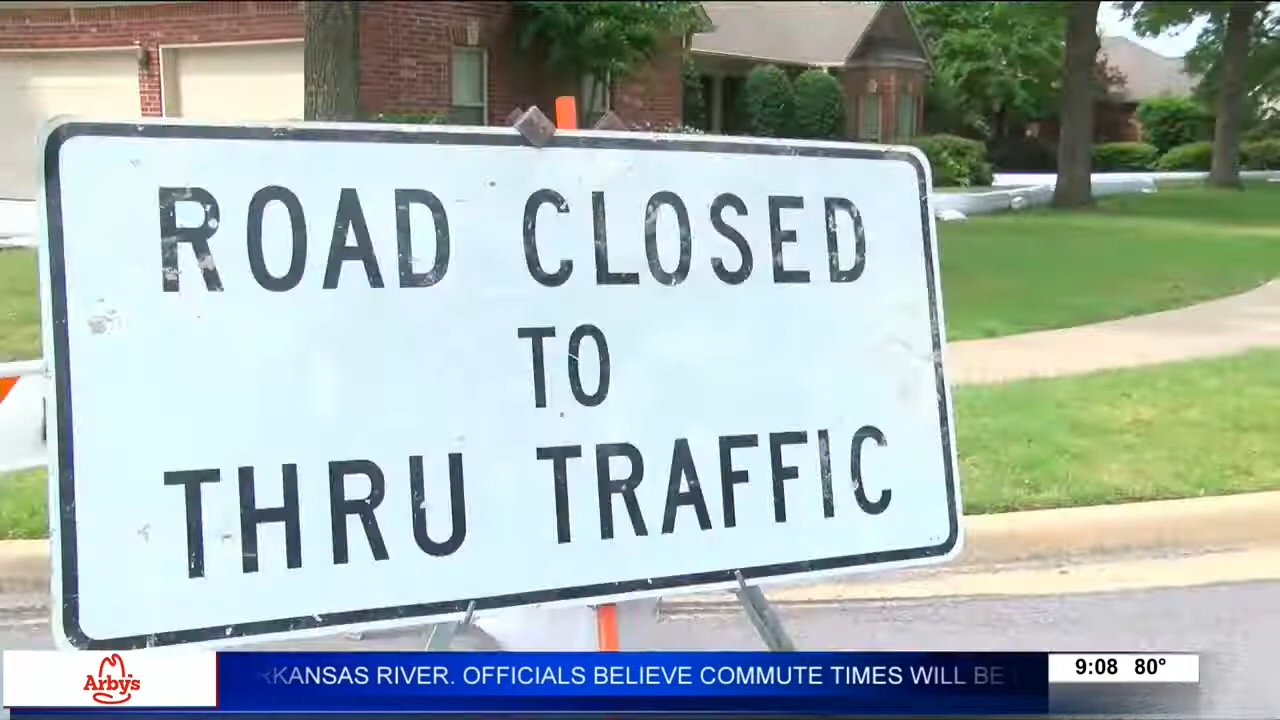 ROAD CLOSED
TO
THRU TRAFFIC
Arby's
KANSAS RIVER. OFFICIALS BELIEVE COMMUTE TIMES WILL BE
9:08 80°